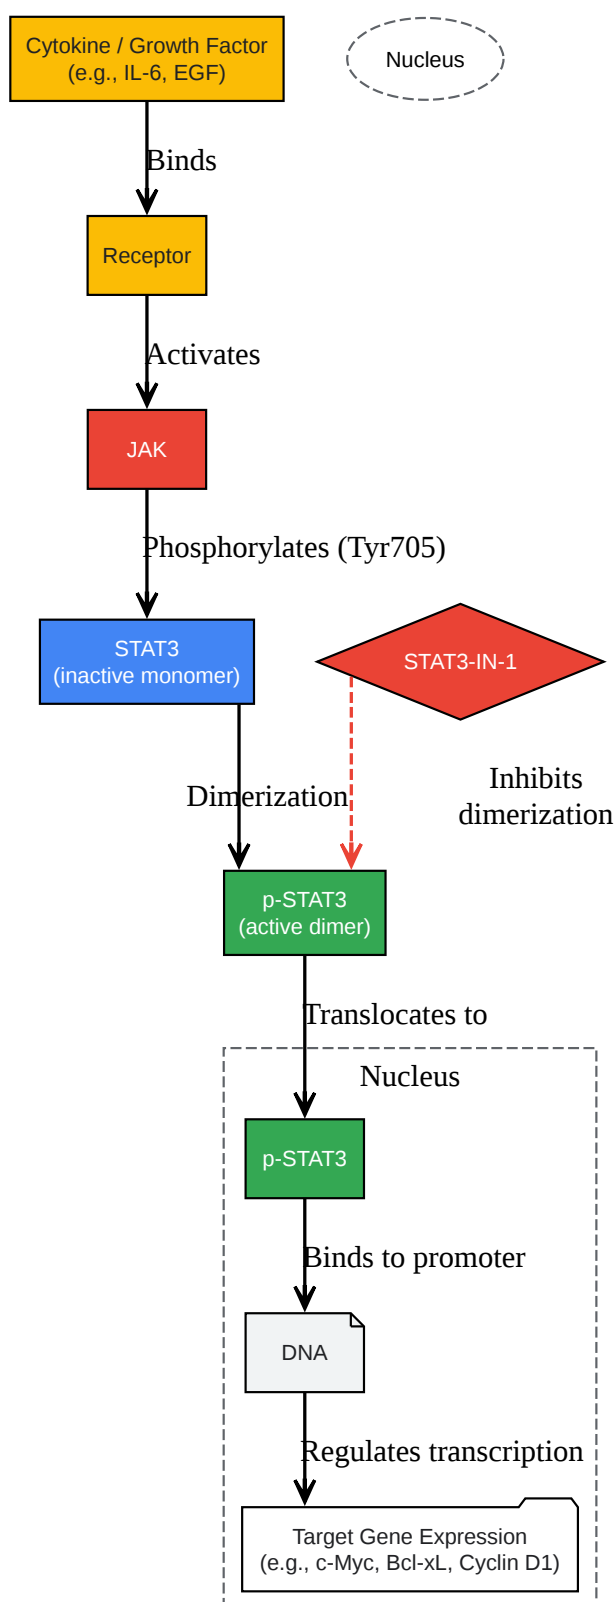 Cytokine / Growth Factor
(e.g., IL-6, EGF)
Nucleus
Binds
Receptor
Activates
JAK
Phosphorylates (Tyr705)
STAT3
(inactive monomer)
STAT3-IN-1
Dimerization
Inhibits
dimerization
p-STAT3
(active dimer)
Translocates to
Nucleus
p-STAT3
Binds to promoter
DNA
Regulates transcription
Target Gene Expression
(e.g., c-Myc, Bcl-xL, Cyclin D1)